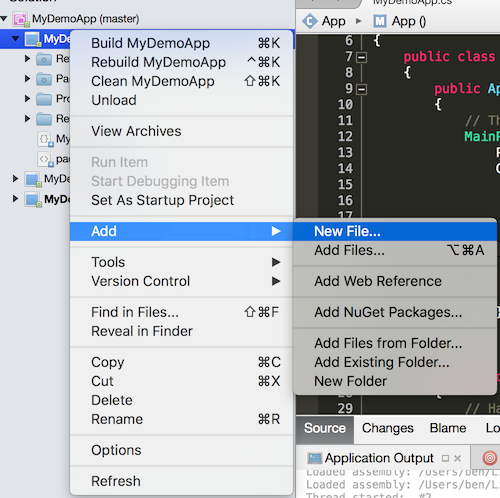 Solution
MyDemoApp (master)
MyDe
Re
Pa
Pro
Re
My
pac
MyDe
MyDe
Build MyDemoApp ⌘K
Rebuild MyDemoApp ^⌘K
Clean MyDemoApp ⇧⌘K
Unload
View Archives
Run Item
Start Debugging Item
Set As Startup Project
Add
Tools
Version Control
Find in Files... ⇧⌘F
Reveal in Finder
Copy ⌘C
Cut ⌘X
Delete
Rename ⌘R
Options
Refresh
New File...
Add Files... ⌥⌘A
Add Web Reference
Add NuGet Packages...
Add Files from Folder...
Add Existing Folder...
New Folder
MyDemoApp.cs
C App M App ()
6 {
7 public class
8 {
9 public Ap
10 {
11 // Th
12 MainP
13
14
15
16
17
28 {
29 // Ha
Source Changes Blame Lo
Application Output
Loaded assembly: /Users/ben/Li
Loaded assembly: /Users/ben/Li
Thread started: #2